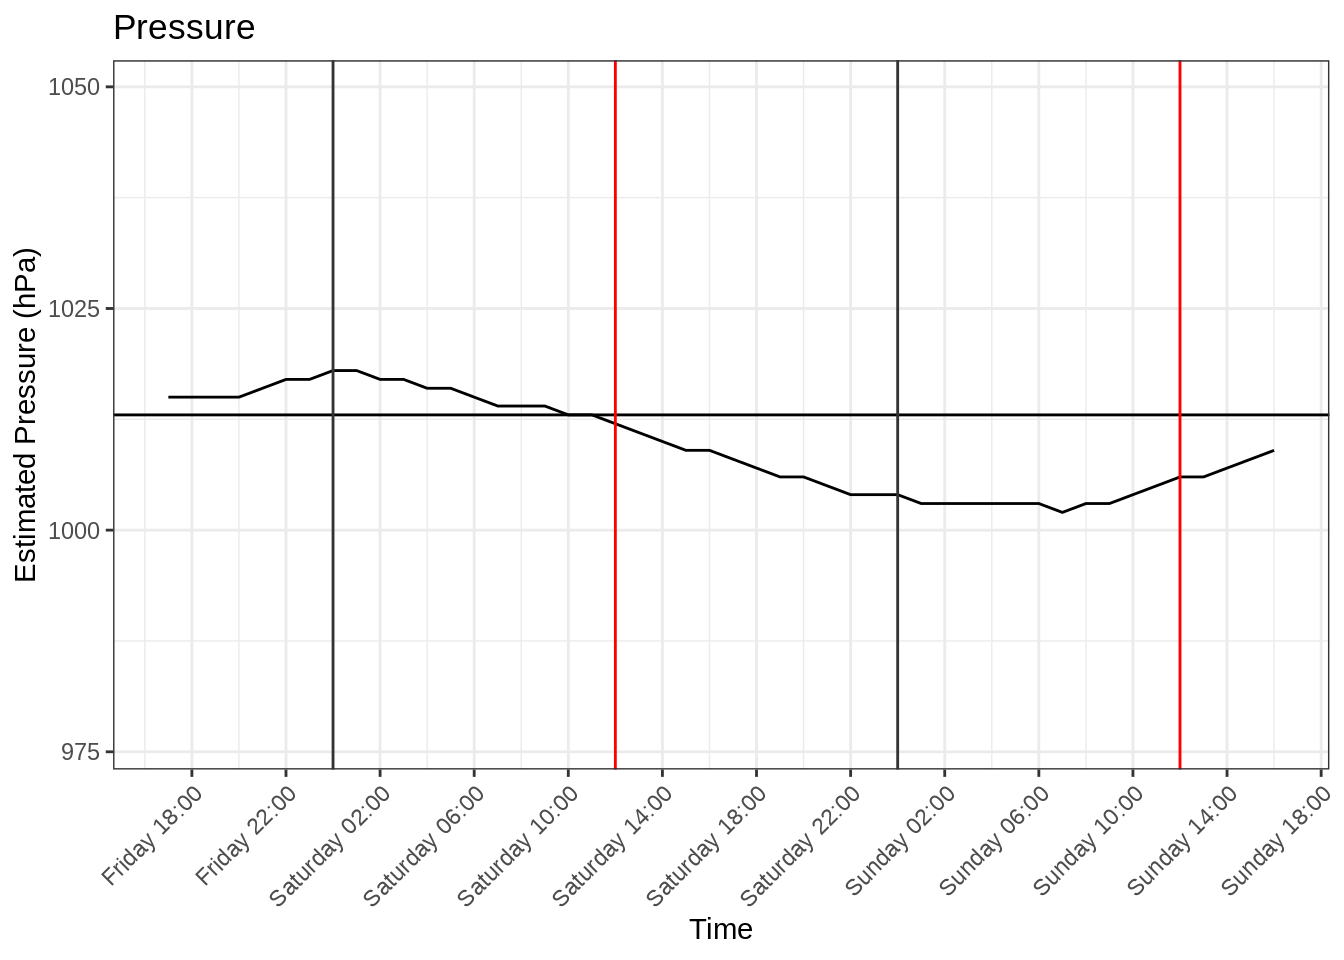 Pressure
Estimated Pressure (hPa)
1050
1025
1000
975
Friday 18:00
Friday 22:00
Saturday 02:00
Saturday 06:00
Saturday 10:00
Saturday 14:00
Saturday 18:00
Saturday 22:00
Sunday 02:00
Sunday 06:00
Sunday 10:00
Sunday 14:00
Sunday 18:00
Time